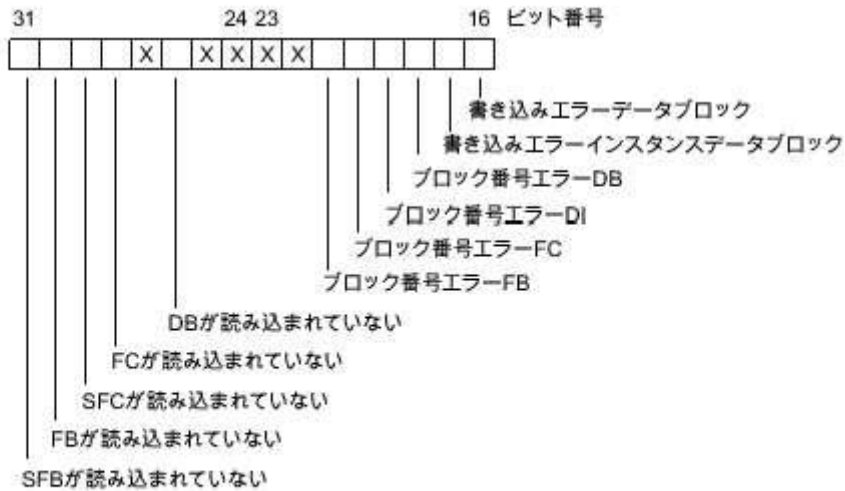 31 24 23 16 ビット番号
X X X X X
書き込みエラーデータブロック
書き込みエラーインスタンスデータブロック
ブロック番号エラーDB
ブロック番号エラーDI
ブロック番号エラーFC
ブロック番号エラーFB
DBが読み込まれていない
FCが読み込まれていない
SFCが読み込まれていない
FBが読み込まれていない
SFBが読み込まれていない